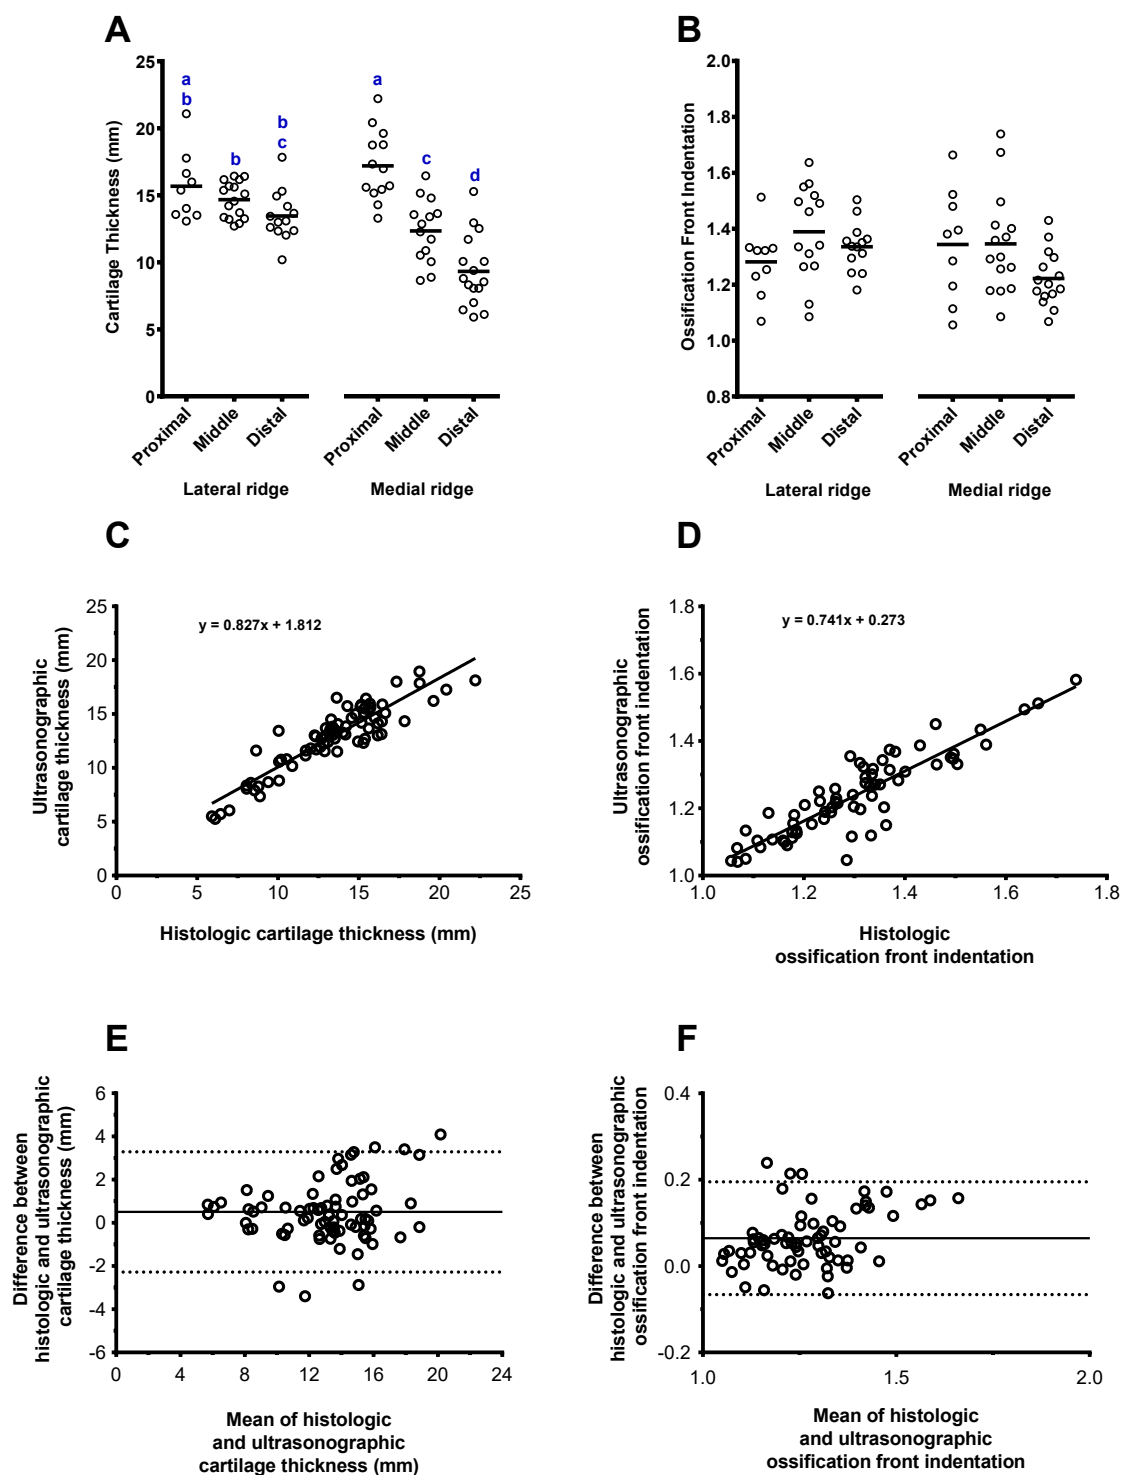 A
B
Cartilage Thickness (mm)
25
20
15
10
5
0
a
b
b
b
c
a
c
d
Proximal
Middle
Distal
Proximal
Middle
Distal
Lateral ridge
Medial ridge
Ossification Front Indentation
2.0
1.8
1.6
1.4
1.2
1.0
0.8
Proximal
Middle
Distal
Proximal
Middle
Distal
Lateral ridge
Medial ridge
C
D
Ultrasonographic
cartilage thickness (mm)
25
20
15
10
5
0
y = 0.827x + 1.812
0 5 10 15 20 25
Histologic cartilage thickness (mm)
Ultrasonographic
ossification front indentation
1.8
1.6
1.4
1.2
1.0
y = 0.741x + 0.273
1.0 1.2 1.4 1.6 1.8
Histologic
ossification front indentation
E
F
Difference between
histologic and ultrasonographic
cartilage thickness (mm)
6
4
2
0
-2
-4
-6
0 4 8 12 16 20 24
Mean of histologic
and ultrasonographic
cartilage thickness (mm)
Difference between
histologic and ultrasonographic
ossification front indentation
0.4
0.2
0.0
-0.2
1.0 1.5 2.0
Mean of histologic
and ultrasonographic
ossification front indentation